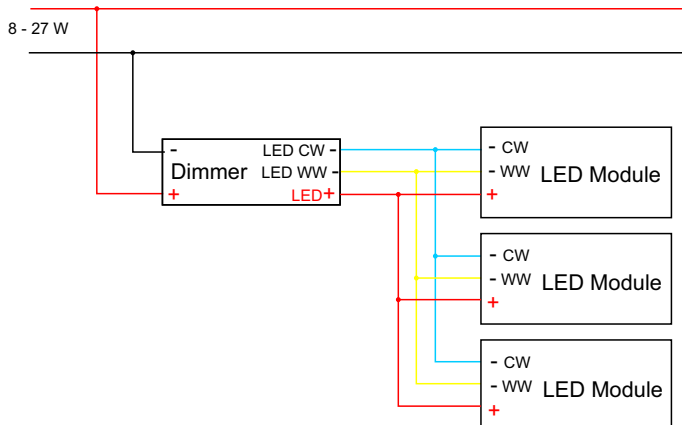 8 - 27 W
- LED CW -
Dimmer LED WW -
+ LED+
- CW
- WW LED Module
+
- CW
- WW LED Module
+
- CW
- WW LED Module
+